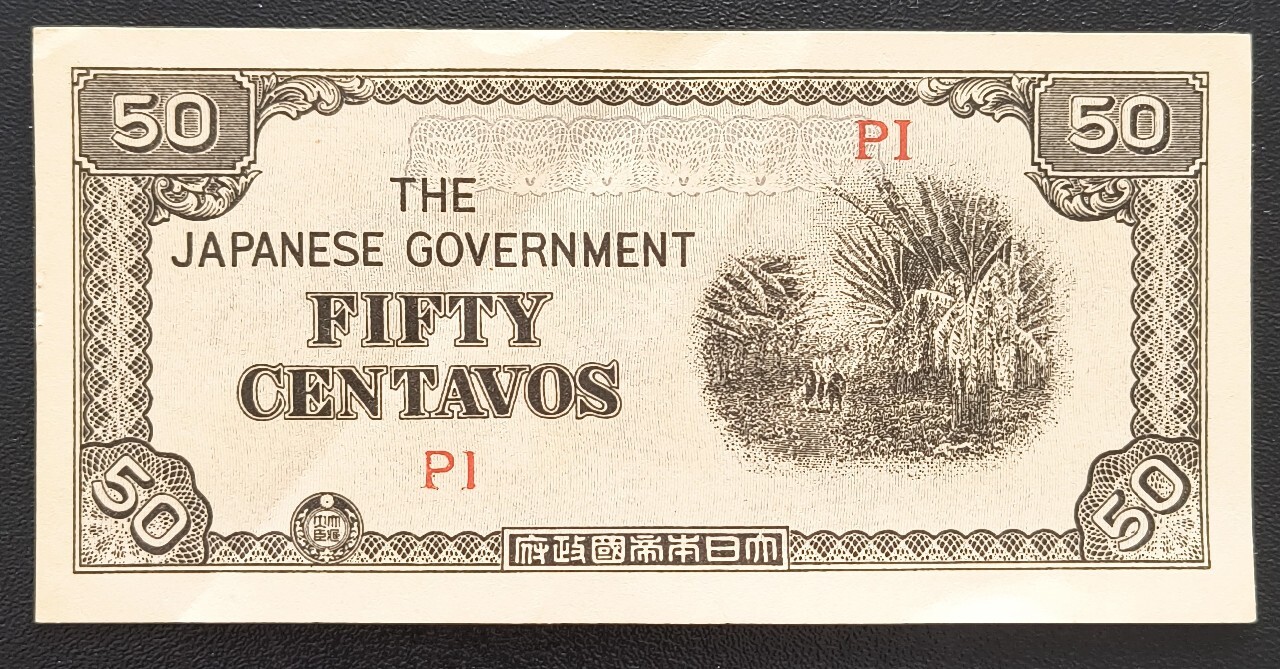 50
50
PI
THE
JAPANESE GOVERNMENT
FIFTY
CENTAVOS
PI
50
50
府政國帝本日大